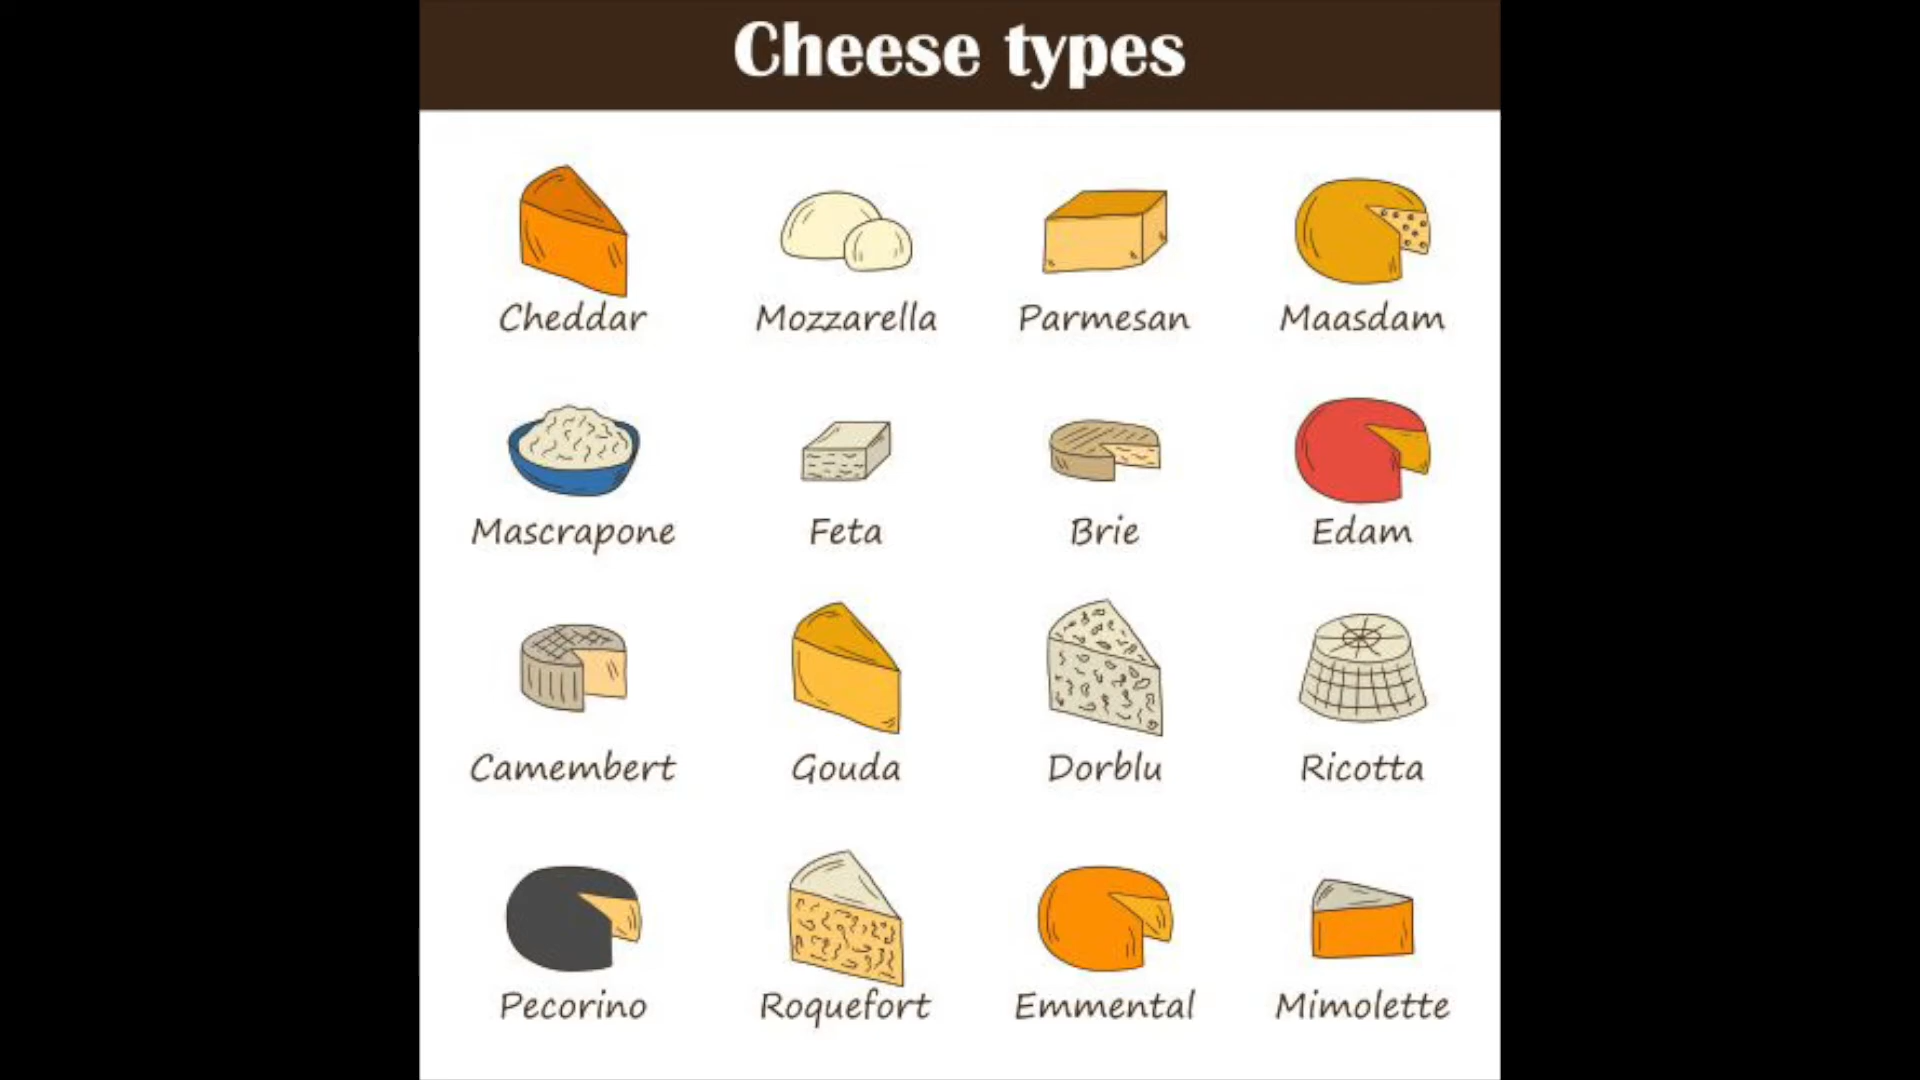 Cheese types
Cheddar Mozzarella Parmesan Maasdam
Mascrapone Feta Brie Edam
Camembert Gouda Dorblu Ricotta
Pecorino Roquefort Emmental Mimolette